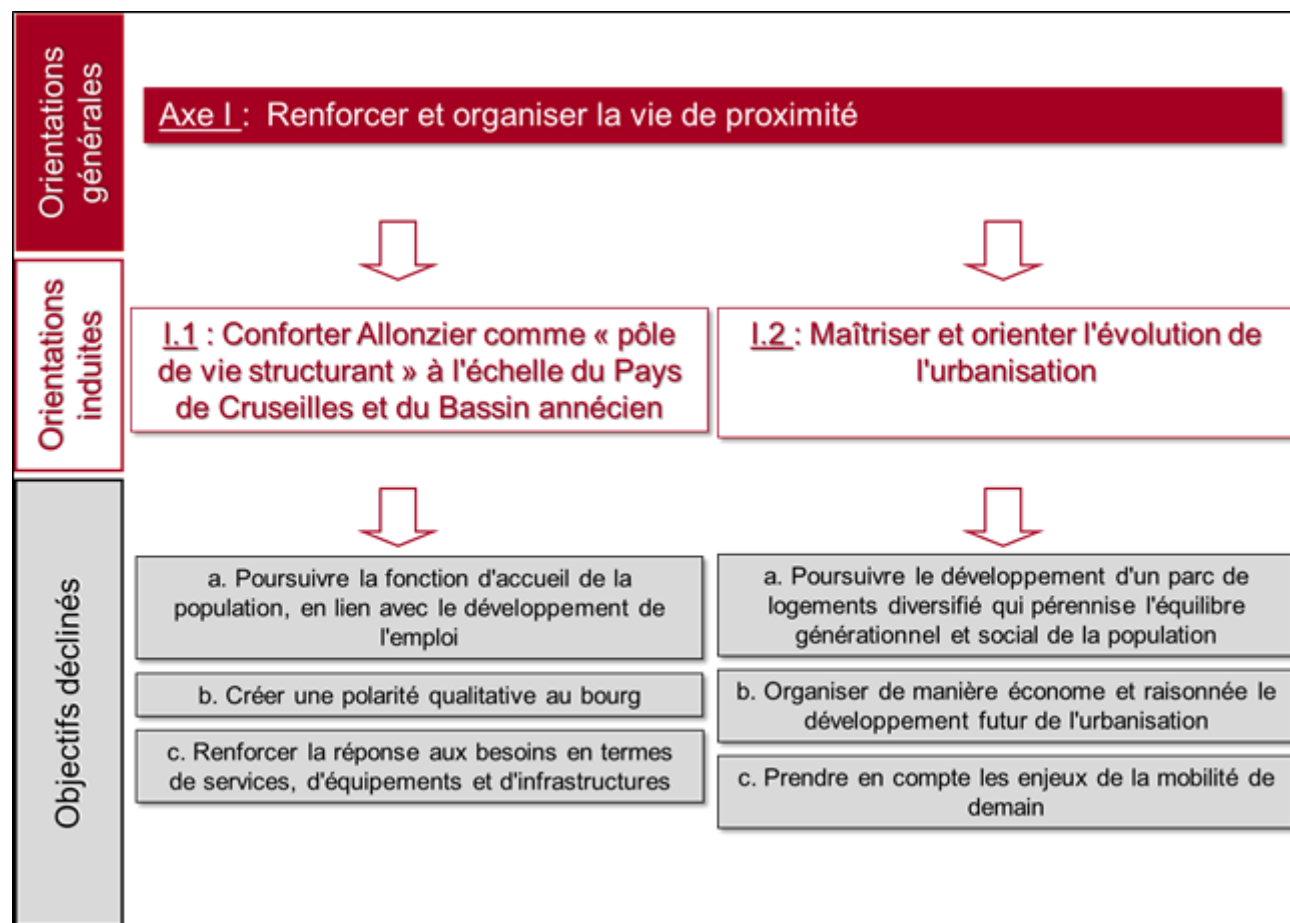 Orientations
générales
Axe I : Renforcer et organiser la vie de proximité
Orientations
induites
I.1 : Conforter Allonzier comme « pôle
de vie structurant » à l'échelle du Pays
de Cruseilles et du Bassin annécien
I.2 : Maîtriser et orienter l'évolution de
l'urbanisation
Objectifs déclinés
a. Poursuivre la fonction d'accueil de la
population, en lien avec le développement de
l'emploi
b. Créer une polarité qualitative au bourg
c. Renforcer la réponse aux besoins en termes
de services, d'équipements et d'infrastructures
a. Poursuivre le développement d'un parc de
logements diversifié qui pérennise l'équilibre
générationnel et social de la population
b. Organiser de manière économe et raisonnée le
développement futur de l'urbanisation
c. Prendre en compte les enjeux de la mobilité de
demain